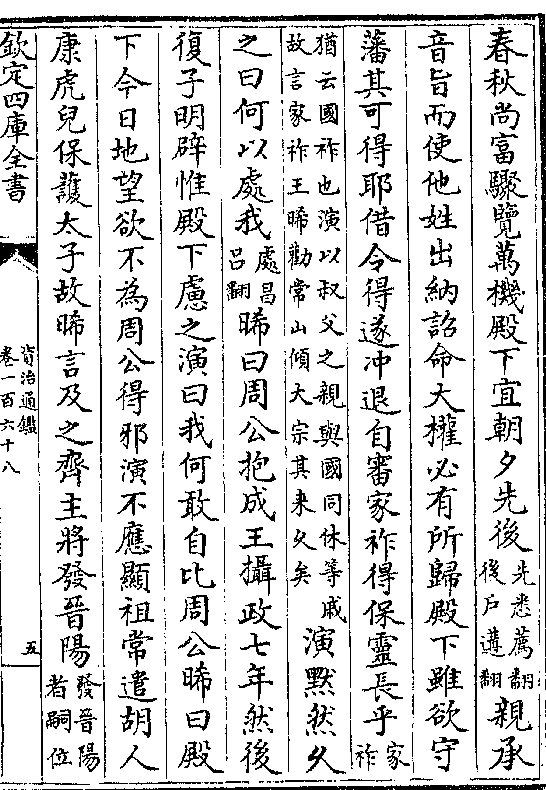 春秋尚富驟覽萬機殿下宜朝夕先後先悉薦翻後戶遘翻親承
音旨而使他姓出納詔命大權必有所歸殿下雖欲守
藩其可得耶借令得遂冲退自審家祚得保靈長乎家祚
猶云國祚也演以叔父之親與國同休等戚故言家祚王晞勸常山傾大宗其来久矣演默然久
之曰何以處我處昌吕翻晞曰周公抱成王攝政七年然後
復子明辟惟殿下慮之演曰我何敢自比周公晞曰殿
下今日地望欲不為周公得邪演不應顯祖常遣胡人
康虎兒保䕶太子故晞言及之齊主將發晉陽發晉陽者嗣位
欽定四庫全書
資治通鑑
卷一百六十八
五